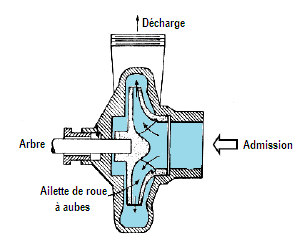 Décharge
Arbre
Admission
Ailette de roue
à aubes